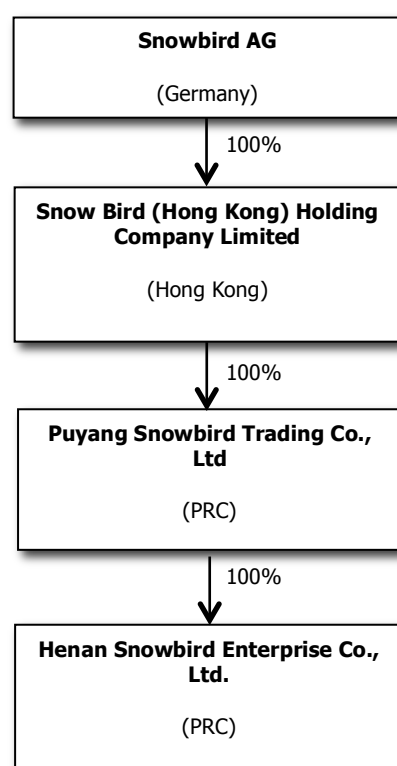 Snowbird AG
(Germany)
100%
Snow Bird (Hong Kong) Holding
Company Limited
(Hong Kong)
100%
Puyang Snowbird Trading Co.,
Ltd
(PRC)
100%
Henan Snowbird Enterprise Co.,
Ltd.
(PRC)